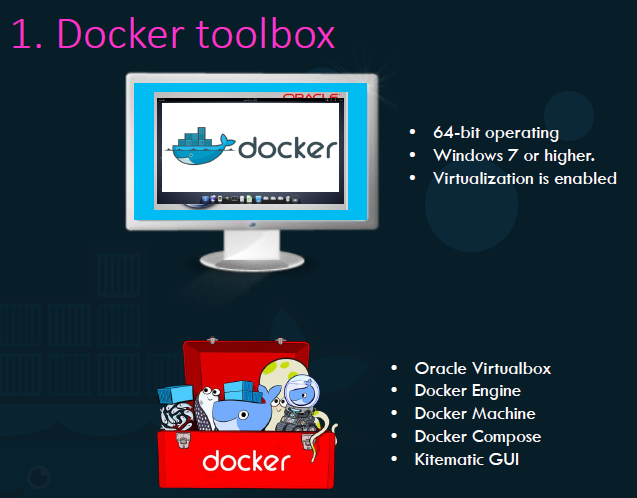 1. Docker toolbox
ORACLE
docker
• 64-bit operating
• Windows 7 or higher.
• Virtualization is enabled
docker
• Oracle Virtualbox
• Docker Engine
• Docker Machine
• Docker Compose
• Kitematic GUI